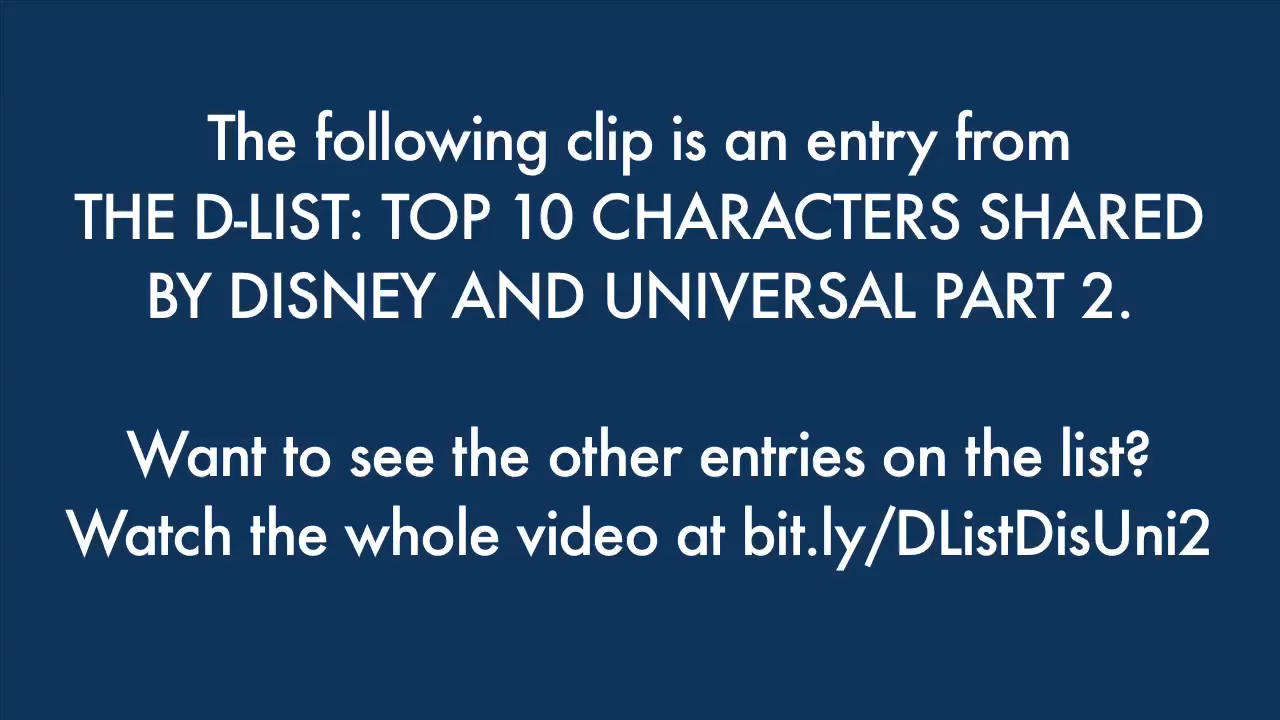 The following clip is an entry from
THE D-LIST: TOP 10 CHARACTERS SHARED
BY DISNEY AND UNIVERSAL PART 2.
Want to see the other entries on the list?
Watch the whole video at bit.ly/DListDisUni2